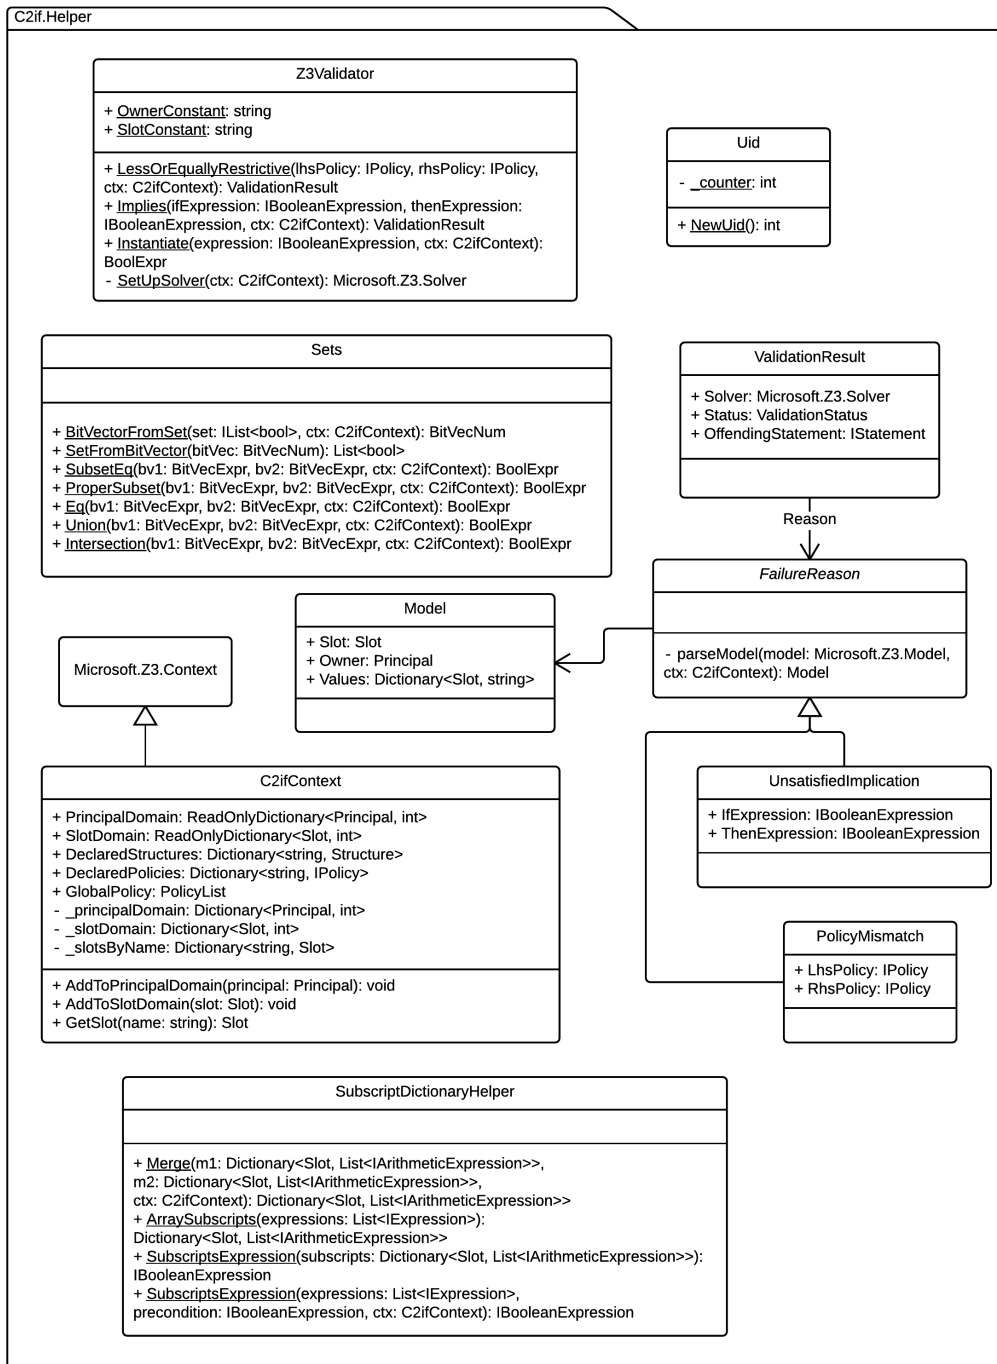 C2if.Helper
Z3Validator
+ OwnerConstant: string
+ SlotConstant: string
+ LessOrEquallyRestrictive(lhsPolicy: IPolicy, rhsPolicy: IPolicy,
ctx: C2ifContext): ValidationResult
+ Implies(ifExpression: IBooleanExpression, thenExpression:
IBooleanExpression, ctx: C2ifContext): ValidationResult
+ Instantiate(expression: IBooleanExpression, ctx: C2ifContext):
BoolExpr
- SetUpSolver(ctx: C2ifContext): Microsoft.Z3.Solver
Uid
- _counter: int
+ NewUid(): int
Sets
+ BitVectorFromSet(set: IList<bool>, ctx: C2ifContext): BitVecNum
+ SetFromBitVector(bitVec: BitVecNum): List<bool>
+ SubsetEq(bv1: BitVecExpr, bv2: BitVecExpr, ctx: C2ifContext): BoolExpr
+ ProperSubset(bv1: BitVecExpr, bv2: BitVecExpr, ctx: C2ifContext): BoolExpr
+ Eq(bv1: BitVecExpr, bv2: BitVecExpr, ctx: C2ifContext): BoolExpr
+ Union(bv1: BitVecExpr, bv2: BitVecExpr, ctx: C2ifContext): BoolExpr
+ Intersection(bv1: BitVecExpr, bv2: BitVecExpr, ctx: C2ifContext): BoolExpr
ValidationResult
+ Solver: Microsoft.Z3.Solver
+ Status: ValidationStatus
+ OffendingStatement: IStatement
Reason
FailureReason
- parseModel(model: Microsoft.Z3.Model,
ctx: C2ifContext): Model
Model
+ Slot: Slot
+ Owner: Principal
+ Values: Dictionary<Slot, string>
Microsoft.Z3.Context
C2ifContext
+ PrincipalDomain: ReadOnlyDictionary<Principal, int>
+ SlotDomain: ReadOnlyDictionary<Slot, int>
+ DeclaredStructures: Dictionary<string, Structure>
+ DeclaredPolicies: Dictionary<string, IPolicy>
+ GlobalPolicy: PolicyList
- _principalDomain: Dictionary<Principal, int>
- _slotDomain: Dictionary<Slot, int>
- _slotsByName: Dictionary<string, Slot>
+ AddToPrincipalDomain(principal: Principal): void
+ AddToSlotDomain(slot: Slot): void
+ GetSlot(name: string): Slot
UnsatisfiedImplication
+ IfExpression: IBooleanExpression
+ ThenExpression: IBooleanExpression
PolicyMismatch
+ LhsPolicy: IPolicy
+ RhsPolicy: IPolicy
SubscriptDictionaryHelper
+ Merge(m1: Dictionary<Slot, List<IArithmeticExpression>>,
m2: Dictionary<Slot, List<IArithmeticExpression>>,
ctx: C2ifContext): Dictionary<Slot, List<IArithmeticExpression>>
+ ArraySubscripts(expressions: List<IExpression>):
Dictionary<Slot, List<IArithmeticExpression>>
+ SubscriptsExpression(subscripts: Dictionary<Slot, List<IArithmeticExpression>>):
IBooleanExpression
+ SubscriptsExpression(expressions: List<IExpression>,
precondition: IBooleanExpression, ctx: C2ifContext): IBooleanExpression